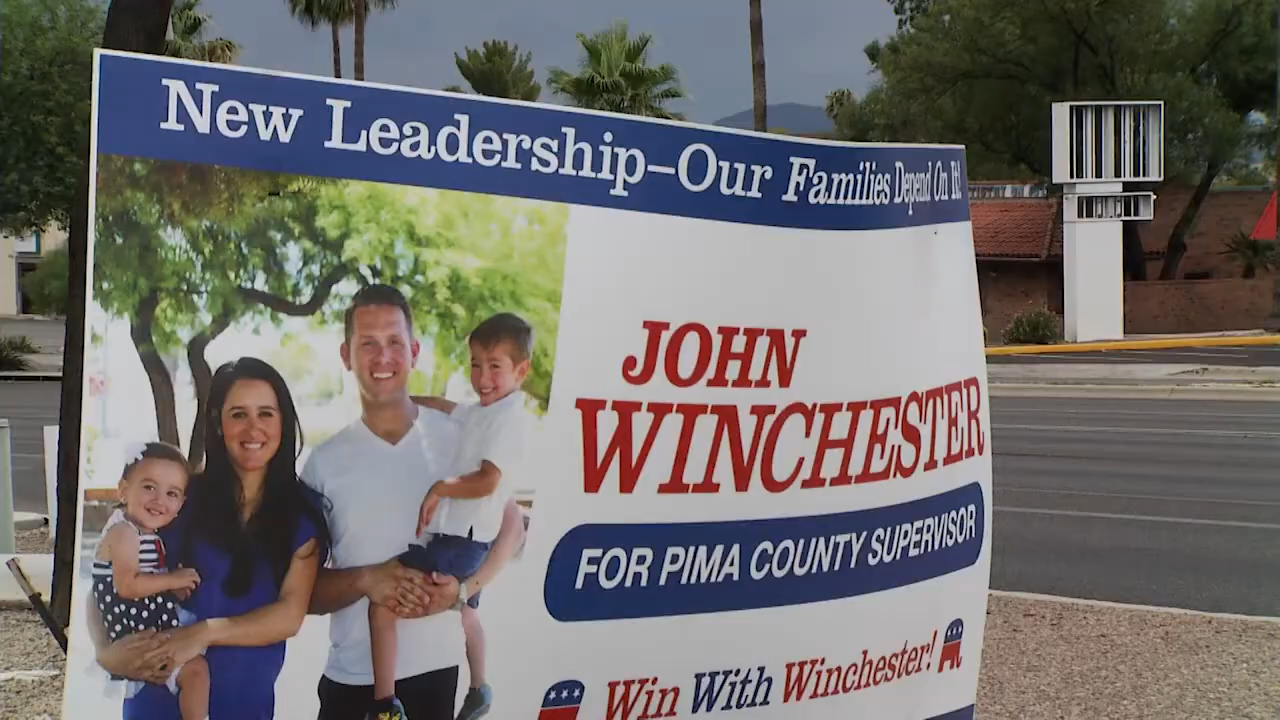 New Leadership–Our Families Depend On It!
JOHN
WINCHESTER
FOR PIMA COUNTY SUPERVISOR
Win With Winchester!